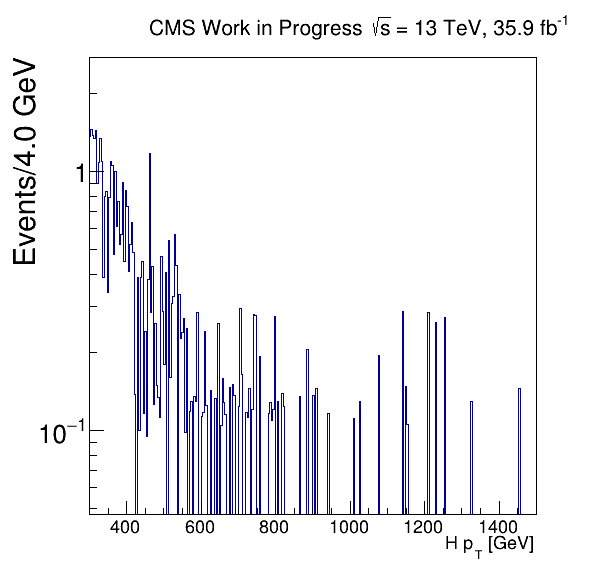 CMS Work in Progress √s = 13 TeV, 35.9 fb⁻¹
Events/4.0 GeV
1
10⁻¹
400 600 800 1000 1200 1400
H p_T [GeV]